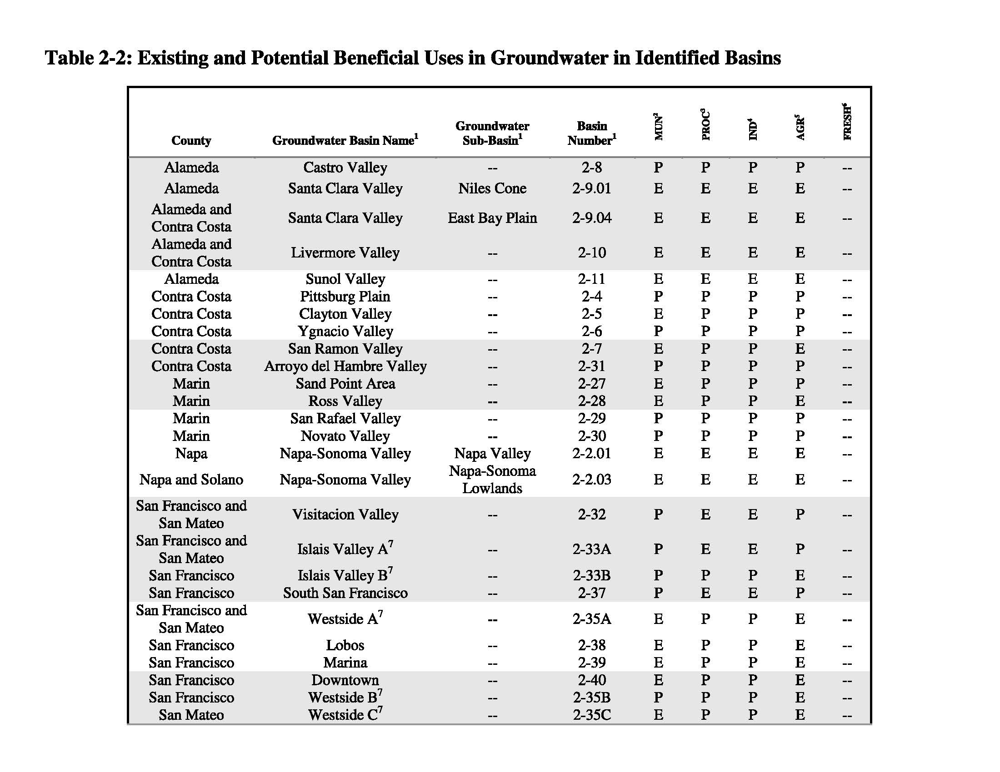 Table 2-2: Existing and Potential Beneficial Uses in Groundwater in Identified Basins
County Groundwater Basin Name¹ Groundwater Sub-Basin¹ Basin Number¹ MUN² PROC³ IND⁴ AGR⁵ FRESH⁶
Alameda Castro Valley -- 2-8 P P P P --
Alameda Santa Clara Valley Niles Cone 2-9.01 E E E E --
Alameda and Contra Costa Santa Clara Valley East Bay Plain 2-9.04 E E E E --
Alameda and Contra Costa Livermore Valley -- 2-10 E E E E --
Alameda Sunol Valley -- 2-11 E E E E --
Contra Costa Pittsburg Plain -- 2-4 P P P P --
Contra Costa Clayton Valley -- 2-5 E P P P --
Contra Costa Ygnacio Valley -- 2-6 P P P P --
Contra Costa San Ramon Valley -- 2-7 E P P E --
Contra Costa Arroyo del Hambre Valley -- 2-31 P P P P --
Marin Sand Point Area -- 2-27 E P P P --
Marin Ross Valley -- 2-28 E P P E --
Marin San Rafael Valley -- 2-29 P P P P --
Marin Novato Valley -- 2-30 P P P P --
Napa Napa-Sonoma Valley Napa Valley 2-2.01 E E E E --
Napa and Solano Napa-Sonoma Valley Napa-Sonoma Lowlands 2-2.03 E E E E --
San Francisco and San Mateo Visitacion Valley -- 2-32 P E E P --
San Francisco and San Mateo Islais Valley A⁷ -- 2-33A P E E P --
San Francisco Islais Valley B⁷ -- 2-33B P P P E --
San Francisco South San Francisco -- 2-37 P E E P --
San Francisco and San Mateo Westside A⁷ -- 2-35A E P P E --
San Francisco Lobos -- 2-38 E P P E --
San Francisco Marina -- 2-39 E P P E --
San Francisco Downtown -- 2-40 E P P E --
San Francisco Westside B⁷ -- 2-35B P P P E --
San Mateo Westside C⁷ -- 2-35C E P P E --